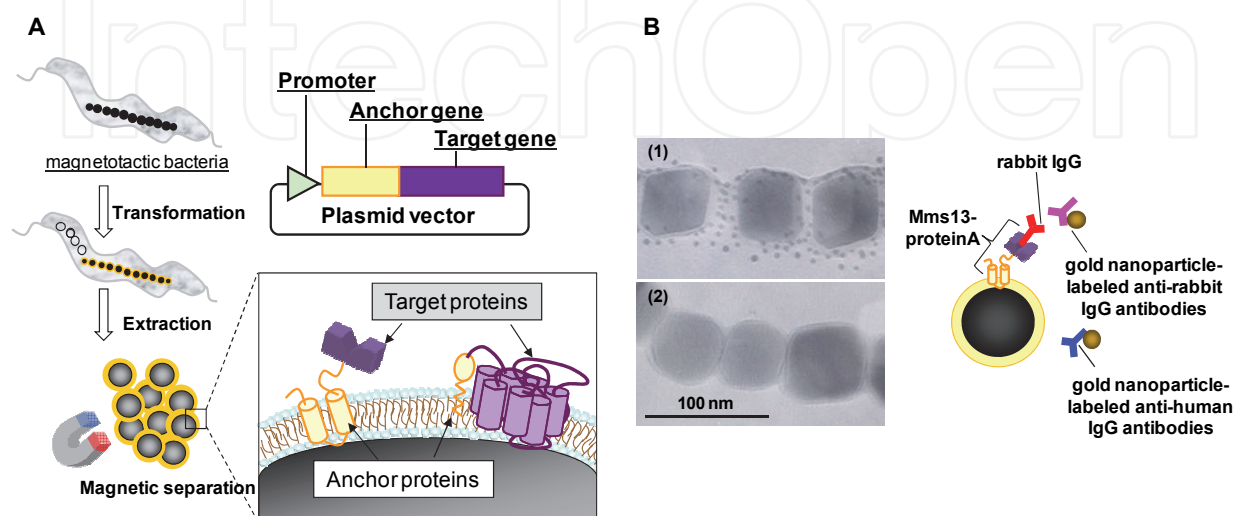 IntechOpen
A
B
Promoter
Anchor gene
Target gene
magnetotactic bacteria
Plasmid vector
Transformation
Extraction
Target proteins
Anchor proteins
Magnetic separation
(1)
(2)
100 nm
rabbit IgG
Mms13-
proteinA
gold nanoparticle-
labeled anti-rabbit
IgG antibodies
gold nanoparticle-
labeled anti-human
IgG antibodies